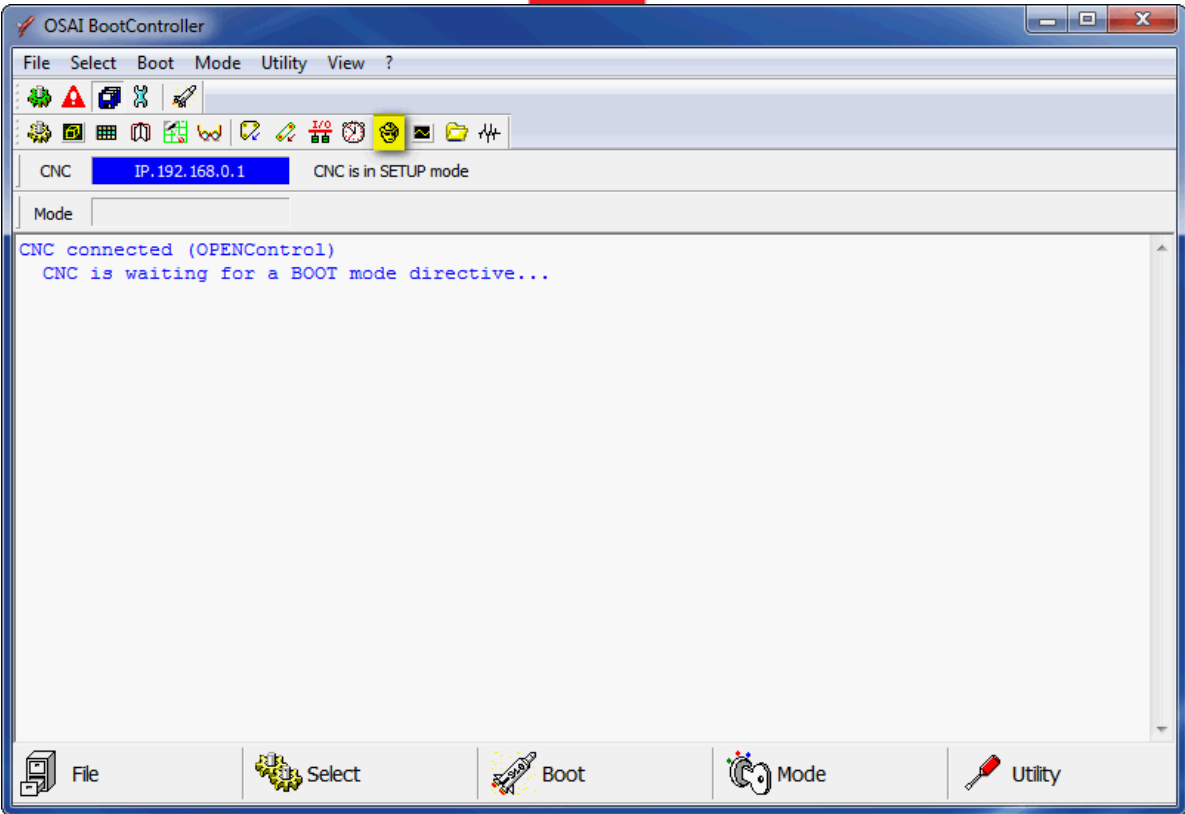 OSAI BootController
File Select Boot Mode Utility View ?
I/O
CNC IP.192.168.0.1 CNC is in SETUP mode
Mode
CNC connected (OPENControl)
CNC is waiting for a BOOT mode directive...
File Select Boot Mode Utility